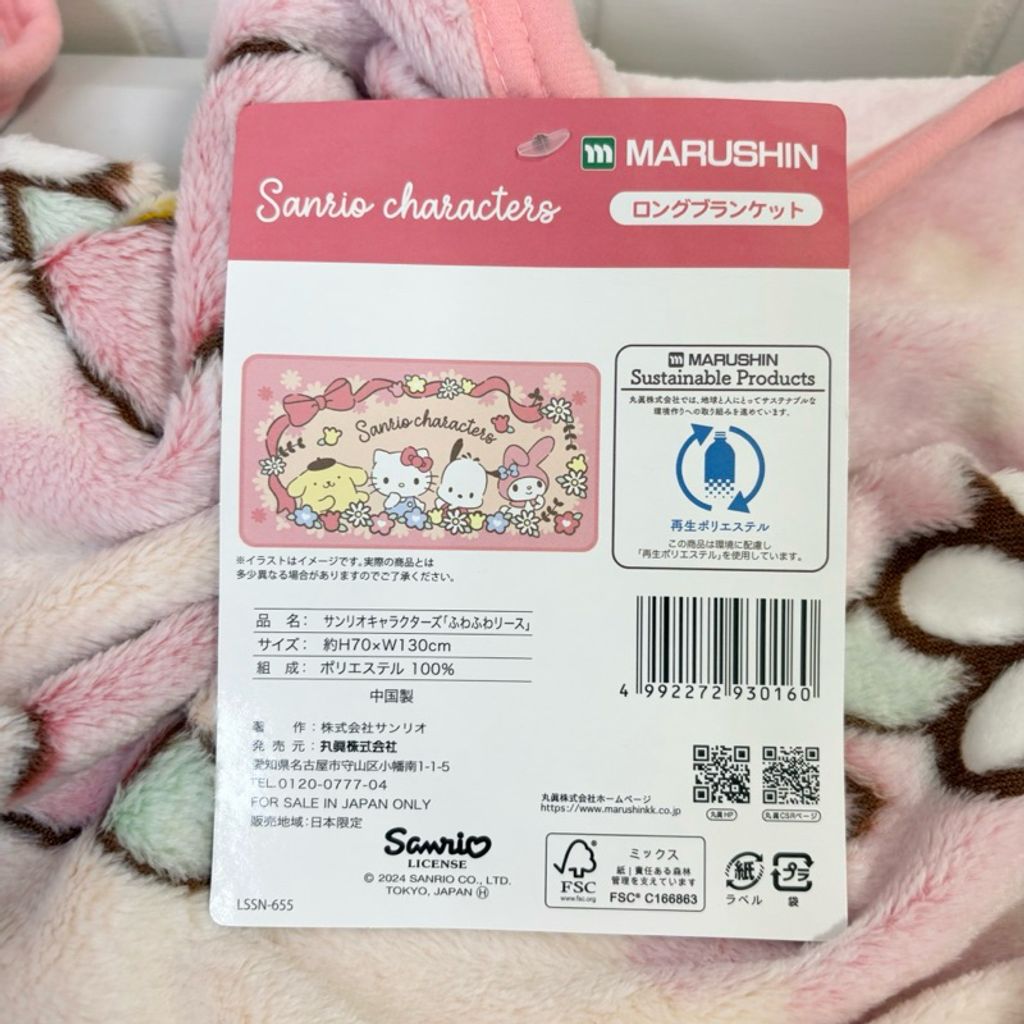 MARUSHIN
Sanrio characters
ロングブランケット
Sanrio characters
※イラストはイメージです。実際の商品とは
多少異なる場合がありますのでご了承ください。
MARUSHIN
Sustainable Products
丸眞株式会社では、地球と人にとってサステナブルな
環境作りへの取り組みを進めています。
再生ポリエステル
この商品は環境に配慮し
「再生ポリエステル」を使用しています。
品 名: サンリオキャラクターズ「ふわふわリース」
サイズ: 約H70×W130cm
組 成: ポリエステル 100%
中国製
4 992272 930160
著 作:株式会社サンリオ
発 売 元:丸眞株式会社
愛知県名古屋市守山区小幡南1-1-5
TEL.0120-0777-04
FOR SALE IN JAPAN ONLY
販売地域:日本限定
丸眞株式会社ホームページ
https://www.marushinkk.co.jp
丸眞HP
丸眞CSRページ
Sanrio
LICENSE
© 2024 SANRIO CO., LTD.
TOKYO, JAPAN Ⓗ
LSSN-655
FSC
www.fsc.org
ミックス
紙|責任ある森林
管理を支えています
FSC® C166863
紙
ラベル
プラ
袋